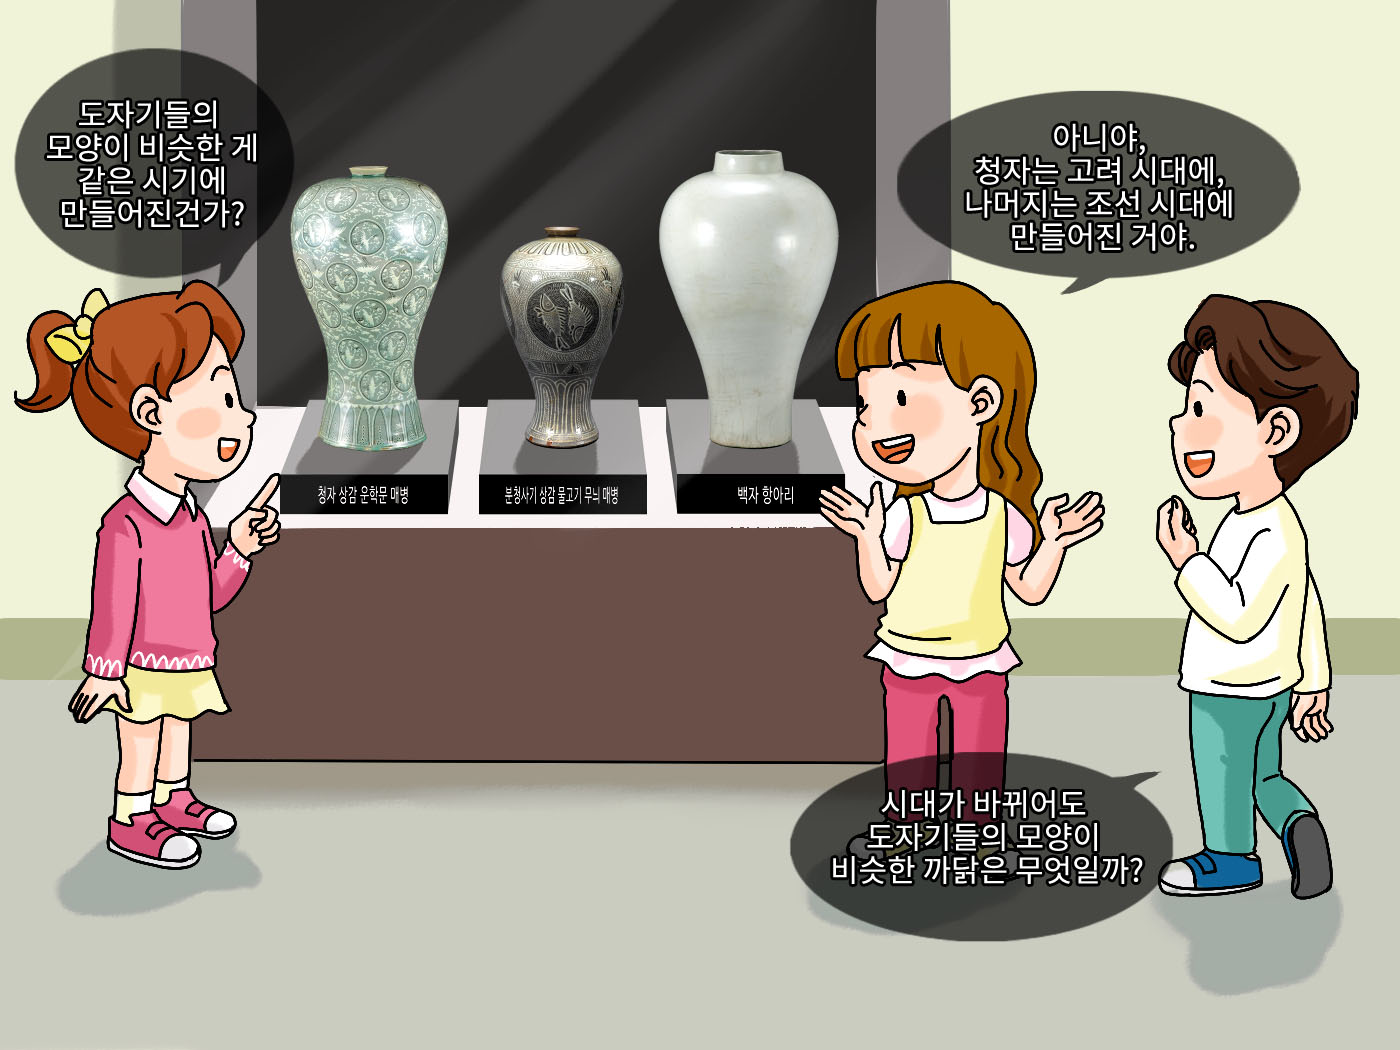 도자기들의
모양이 비슷한 게
같은 시기에
만들어진건가?
아니야,
청자는 고려 시대에,
나머지는 조선 시대에
만들어진 거야.
청자 상감 운학문 매병
분청사기 상감 물고기 무늬 매병
백자 항아리
시대가 바뀌어도
도자기들의 모양이
비슷한 까닭은 무엇일까?